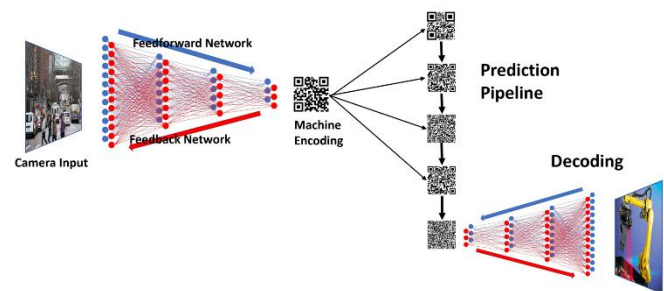 Feedforward Network
Feedback Network
Camera Input
Machine
Encoding
Prediction
Pipeline
Decoding